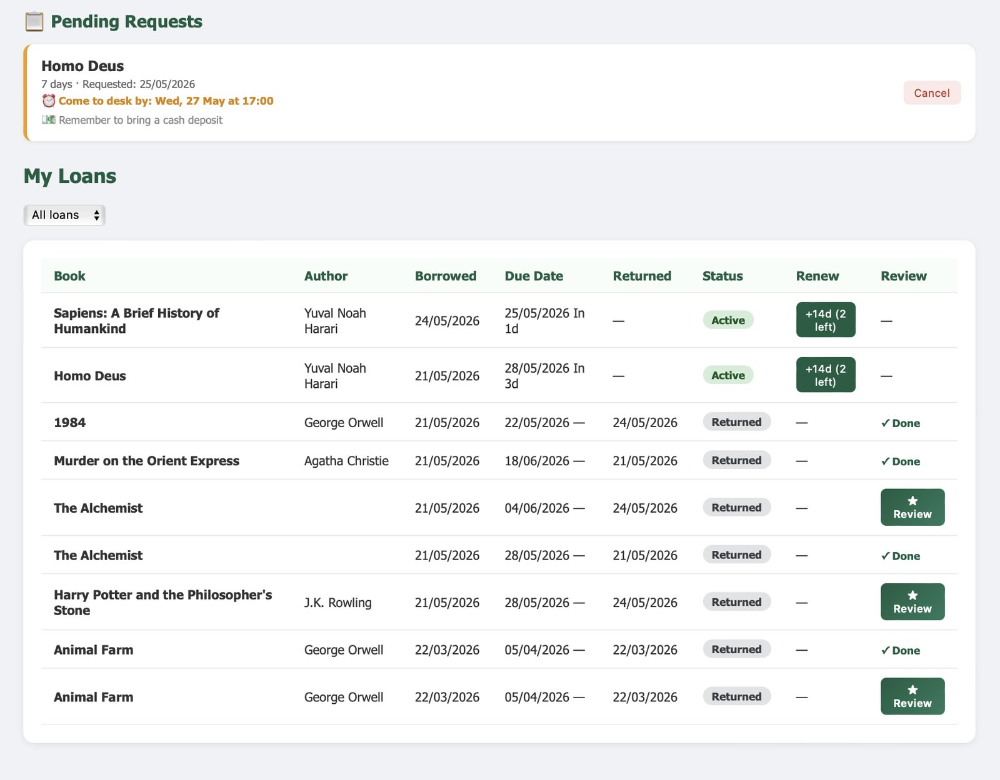 📋 Pending Requests
Homo Deus
7 days · Requested: 25/05/2026
⏰ Come to desk by: Wed, 27 May at 17:00
💵 Remember to bring a cash deposit
Cancel
My Loans
All loans
Book Author Borrowed Due Date Returned Status Renew Review
Sapiens: A Brief History of
Humankind
Yuval Noah
Harari
24/05/2026
25/05/2026 In
1d
—
Active
+14d (2
left)
—
Homo Deus
Yuval Noah
Harari
21/05/2026
28/05/2026 In
3d
—
Active
+14d (2
left)
—
1984 George Orwell 21/05/2026 22/05/2026 — 24/05/2026 Returned — ✓ Done
Murder on the Orient Express Agatha Christie 21/05/2026 18/06/2026 — 21/05/2026 Returned — ✓ Done
The Alchemist 21/05/2026 04/06/2026 — 24/05/2026 Returned —
★
Review
The Alchemist 21/05/2026 28/05/2026 — 21/05/2026 Returned — ✓ Done
Harry Potter and the Philosopher's
Stone
J.K. Rowling 21/05/2026 28/05/2026 — 24/05/2026 Returned —
★
Review
Animal Farm George Orwell 22/03/2026 05/04/2026 — 22/03/2026 Returned — ✓ Done
Animal Farm George Orwell 22/03/2026 05/04/2026 — 22/03/2026 Returned —
★
Review